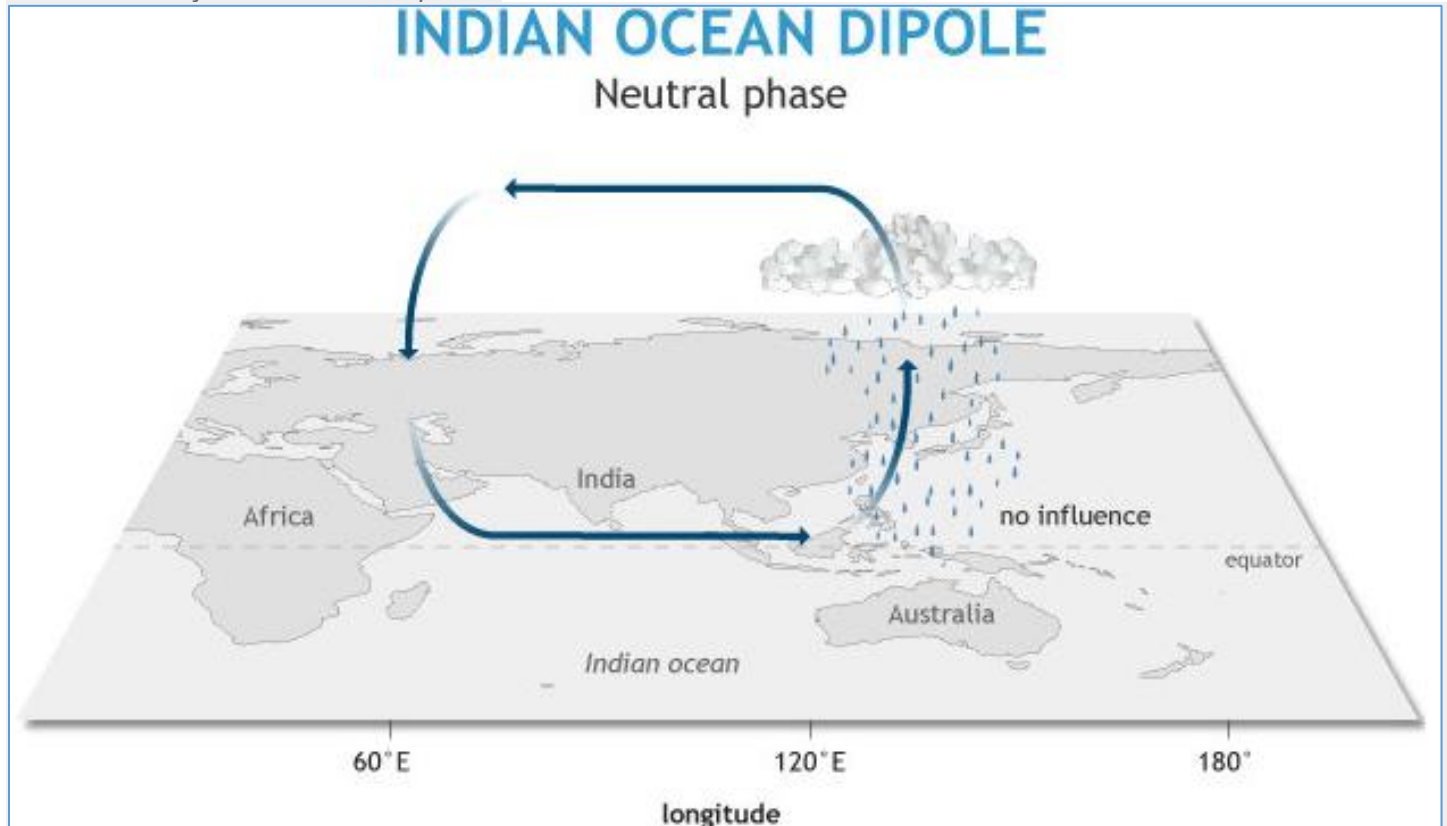 INDIAN OCEAN DIPOLE
Neutral phase
India
Africa
no influence
equator
Australia
Indian ocean
60°E
120°E
180°
longitude